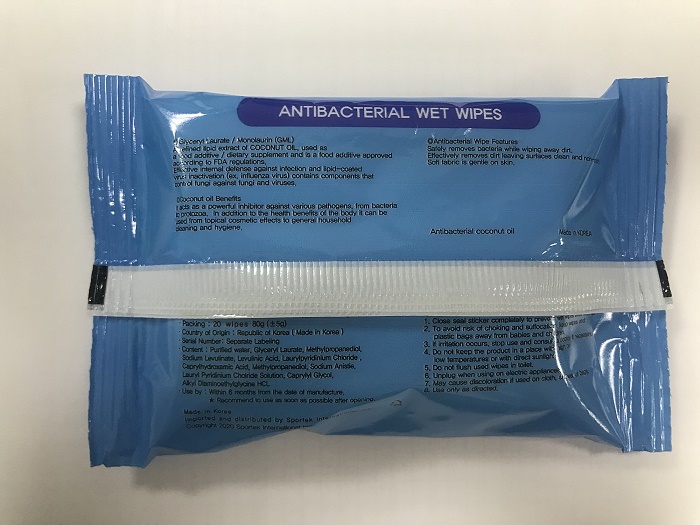 ANTIBACTERIAL WET WIPES
Glyceryl Laurate / Monolaurin (GML)
refined lipid extract of COCONUT OIL, used as
food additive / dietary supplement and is a food additive approved
according to FDA regulations,
Effective internal defense against infection and lipid-coated
virus inactivation (ex, influenza virus) contains components that
control fungi against fungi and viruses.
Coconut oil Benefits
acts as a powerful inhibitor against various pathogens, from bacteria
to protozoa. In addition to the health benefits of the body it can be
used from topical cosmetic effects to general household
cleaning and hygiene,
Antibacterial Wipe Features
Safely removes bacteria while wiping away dirt.
Effectively removes dirt leaving surfaces clean and
Soft fabric is gentle on skin.
Antibacterial coconut oil
Made in KOREA
Packing : 20 wipes 80g (±5g)
· Country of Origin : Republic of Korea ( Made in Korea )
· Serial Number : Separate Labeling
· Content : Purified water, Glyceryl Laurate, Methylpropanediol,
Sodium Levulinate, Levulinic Acid, Laurylpyridinium Chloride ,
Caprylhydroxamic Acid, Methylpropanediol, Sodium Anistie,
Lauryl Pyridinium Chloride Solution, Caprylyl Glycol,
Alkyl Diaminoethylglycine HCl,
Use by : Within 6 months from the date of manufacture,
※ Recommend to use as soon as possible after opening.
Made in Korea
Imported and distributed by Sportek
Copyright 2020 Sportek International
1. Close seal sticker completely to
2. To avoid risk of choking and suffocation,
plastic bags away from babies and
3. If irritation occurs, stop use and
4. Do not keep the product in a place
low temperatures or with direct sunlight.
5. Do not flush used wipes in toilet.
6. Unplug when using on electric appliances.
7. May cause discoloration if used on cloth,
8. Use only as directed.